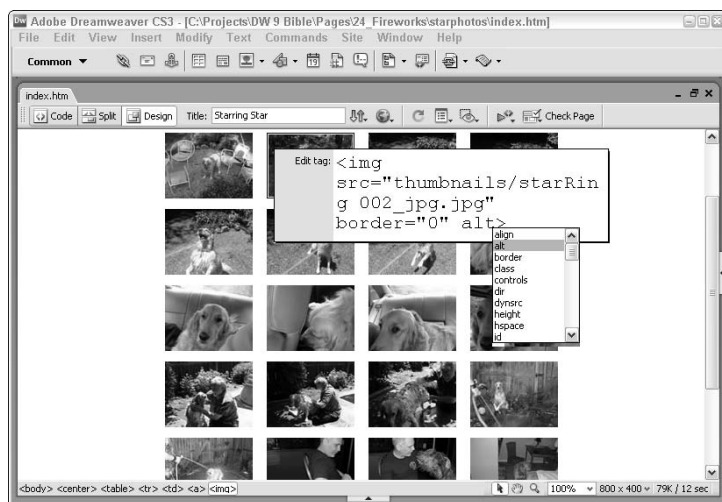 Adobe Dreamweaver CS3 - [C:\Projects\DW 9 Bible\Pages\24_Fireworks\starphotos\index.htm]
File Edit View Insert Modify Text Commands Site Window Help
Common
19
index.htm
Code Split Design Title: Starring Star Check Page
Edit tag: <img
src="thumbnails/starRin
g 002_jpg.jpg"
border="0" alt>
align
alt
border
class
controls
dir
dynsrc
height
hspace
id
<body> <center> <table> <tr> <td> <a> <img> 100% 800 x 400 79K / 12 sec